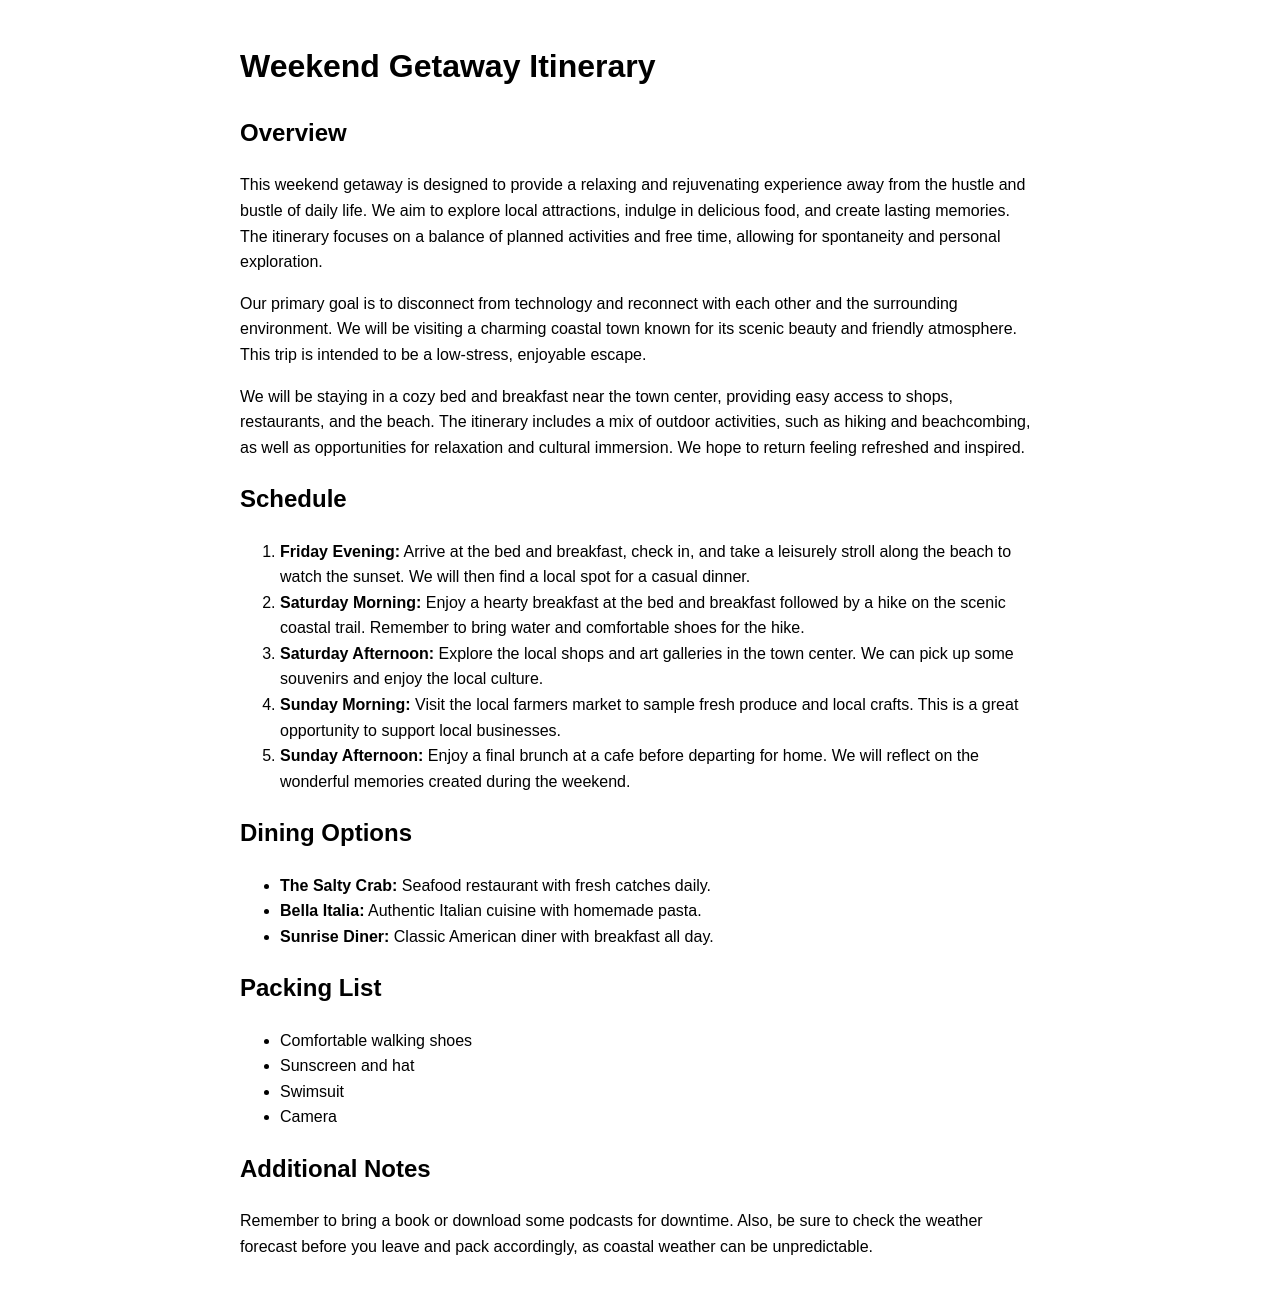 Weekend Getaway Itinerary
Overview
This weekend getaway is designed to provide a relaxing and rejuvenating experience away from the hustle and
bustle of daily life. We aim to explore local attractions, indulge in delicious food, and create lasting memories.
The itinerary focuses on a balance of planned activities and free time, allowing for spontaneity and personal
exploration.
Our primary goal is to disconnect from technology and reconnect with each other and the surrounding
environment. We will be visiting a charming coastal town known for its scenic beauty and friendly atmosphere.
This trip is intended to be a low-stress, enjoyable escape.
We will be staying in a cozy bed and breakfast near the town center, providing easy access to shops,
restaurants, and the beach. The itinerary includes a mix of outdoor activities, such as hiking and beachcombing,
as well as opportunities for relaxation and cultural immersion. We hope to return feeling refreshed and inspired.
Schedule
1. Friday Evening: Arrive at the bed and breakfast, check in, and take a leisurely stroll along the beach to
watch the sunset. We will then find a local spot for a casual dinner.
2. Saturday Morning: Enjoy a hearty breakfast at the bed and breakfast followed by a hike on the scenic
coastal trail. Remember to bring water and comfortable shoes for the hike.
3. Saturday Afternoon: Explore the local shops and art galleries in the town center. We can pick up some
souvenirs and enjoy the local culture.
4. Sunday Morning: Visit the local farmers market to sample fresh produce and local crafts. This is a great
opportunity to support local businesses.
5. Sunday Afternoon: Enjoy a final brunch at a cafe before departing for home. We will reflect on the
wonderful memories created during the weekend.
Dining Options
• The Salty Crab: Seafood restaurant with fresh catches daily.
• Bella Italia: Authentic Italian cuisine with homemade pasta.
• Sunrise Diner: Classic American diner with breakfast all day.
Packing List
• Comfortable walking shoes
• Sunscreen and hat
• Swimsuit
• Camera
Additional Notes
Remember to bring a book or download some podcasts for downtime. Also, be sure to check the weather
forecast before you leave and pack accordingly, as coastal weather can be unpredictable.